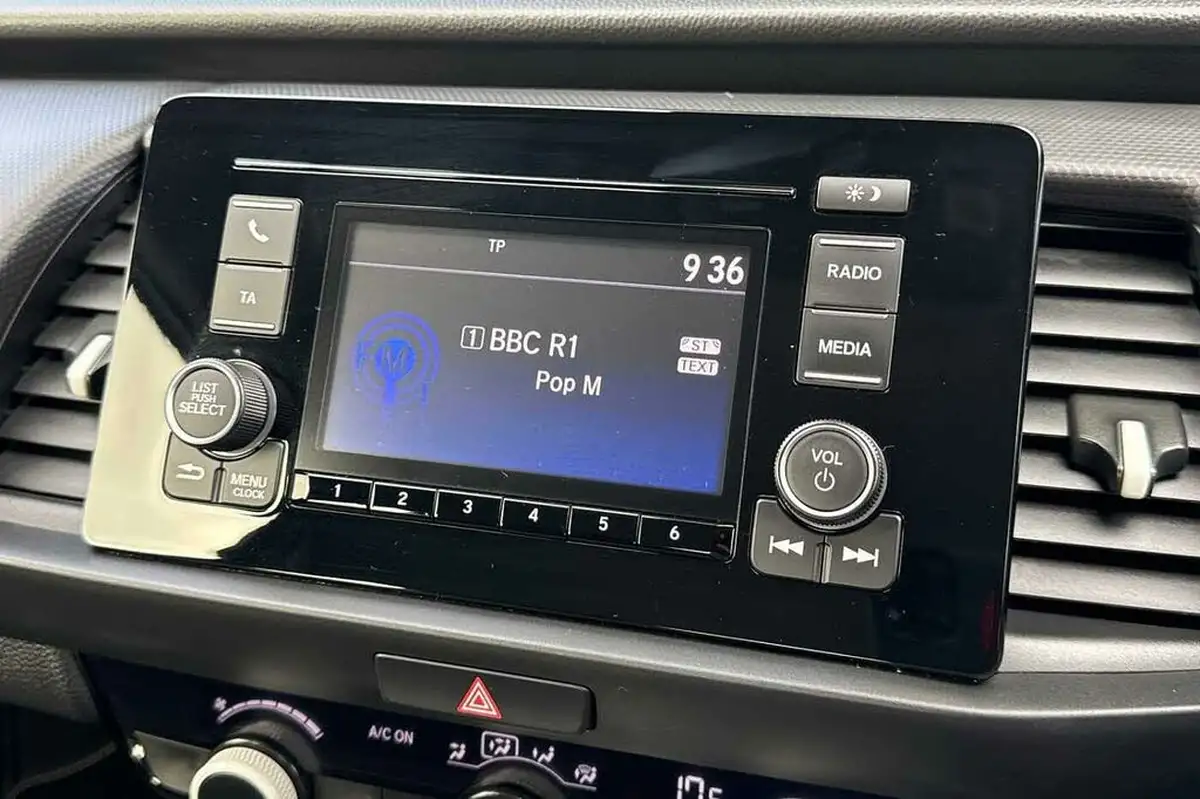 TP
9 36
TA
RADIO
1 BBC R1
ST
MEDIA
TEXT
Pop M
M
LIST
PUSH
SELECT
VOL
MENU
CLOCK
1 2 3 4 5 6
A/C ON